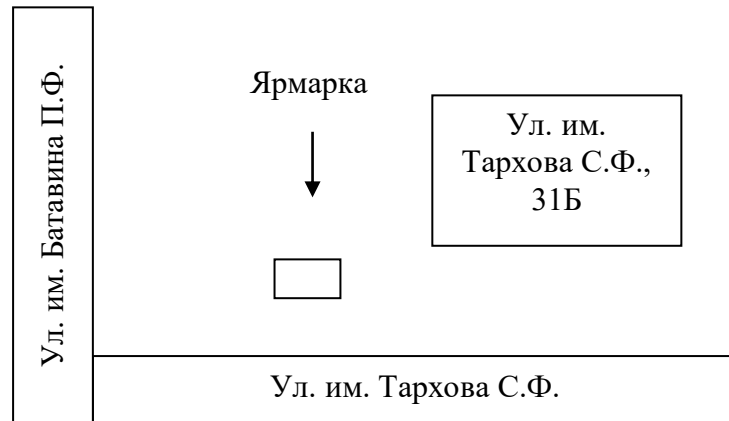 Ул. им. Батавина П.Ф.
Ярмарка
Ул. им.
Тархова С.Ф.,
31Б
Ул. им. Тархова С.Ф.